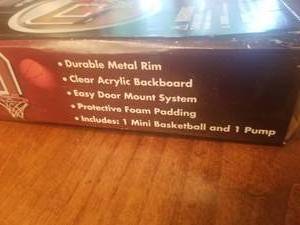 • Durable Metal Rim
• Clear Acrylic Backboard
• Easy Door Mount System
• Protective Foam Padding
• Includes: 1 Mini Basketball and 1 Pump